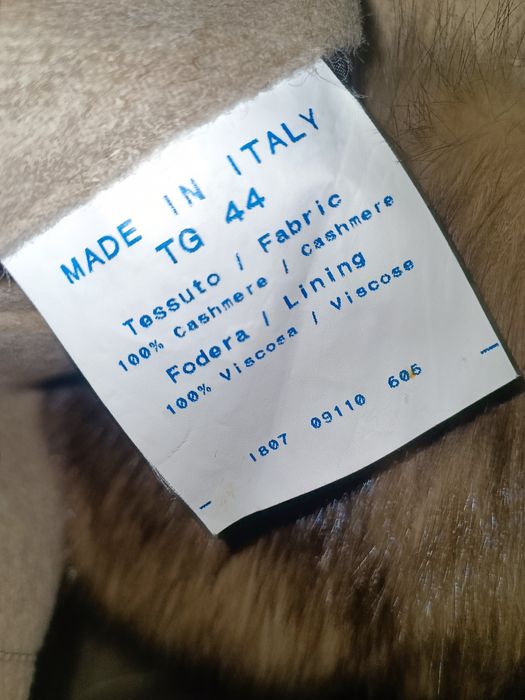 MADE IN ITALY
TG 44
Tessuto / Fabric
100% Cashmere / Cashmere
Fodera / Lining
100% Viscosa / Viscose
1807 09110 605